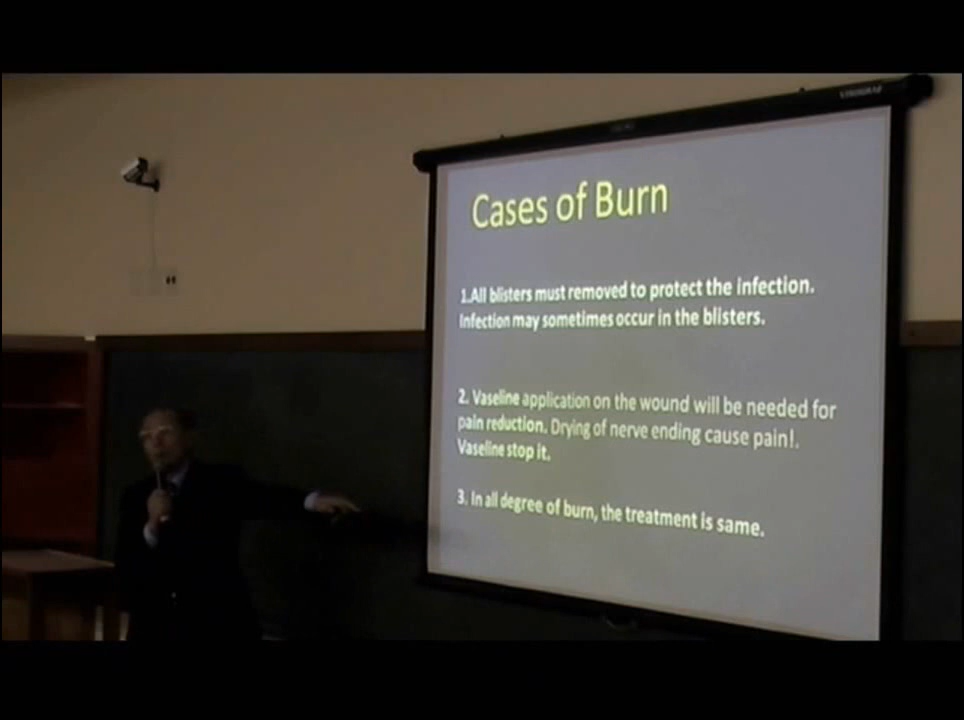 Cases of Burn
1.All blisters must removed to protect the infection.
Infection may sometimes occur in the blisters.
2. Vaseline application on the wound will be needed for
pain reduction. Drying of nerve ending cause pain!.
Vaseline stop it.
3. In all degree of burn, the treatment is same.